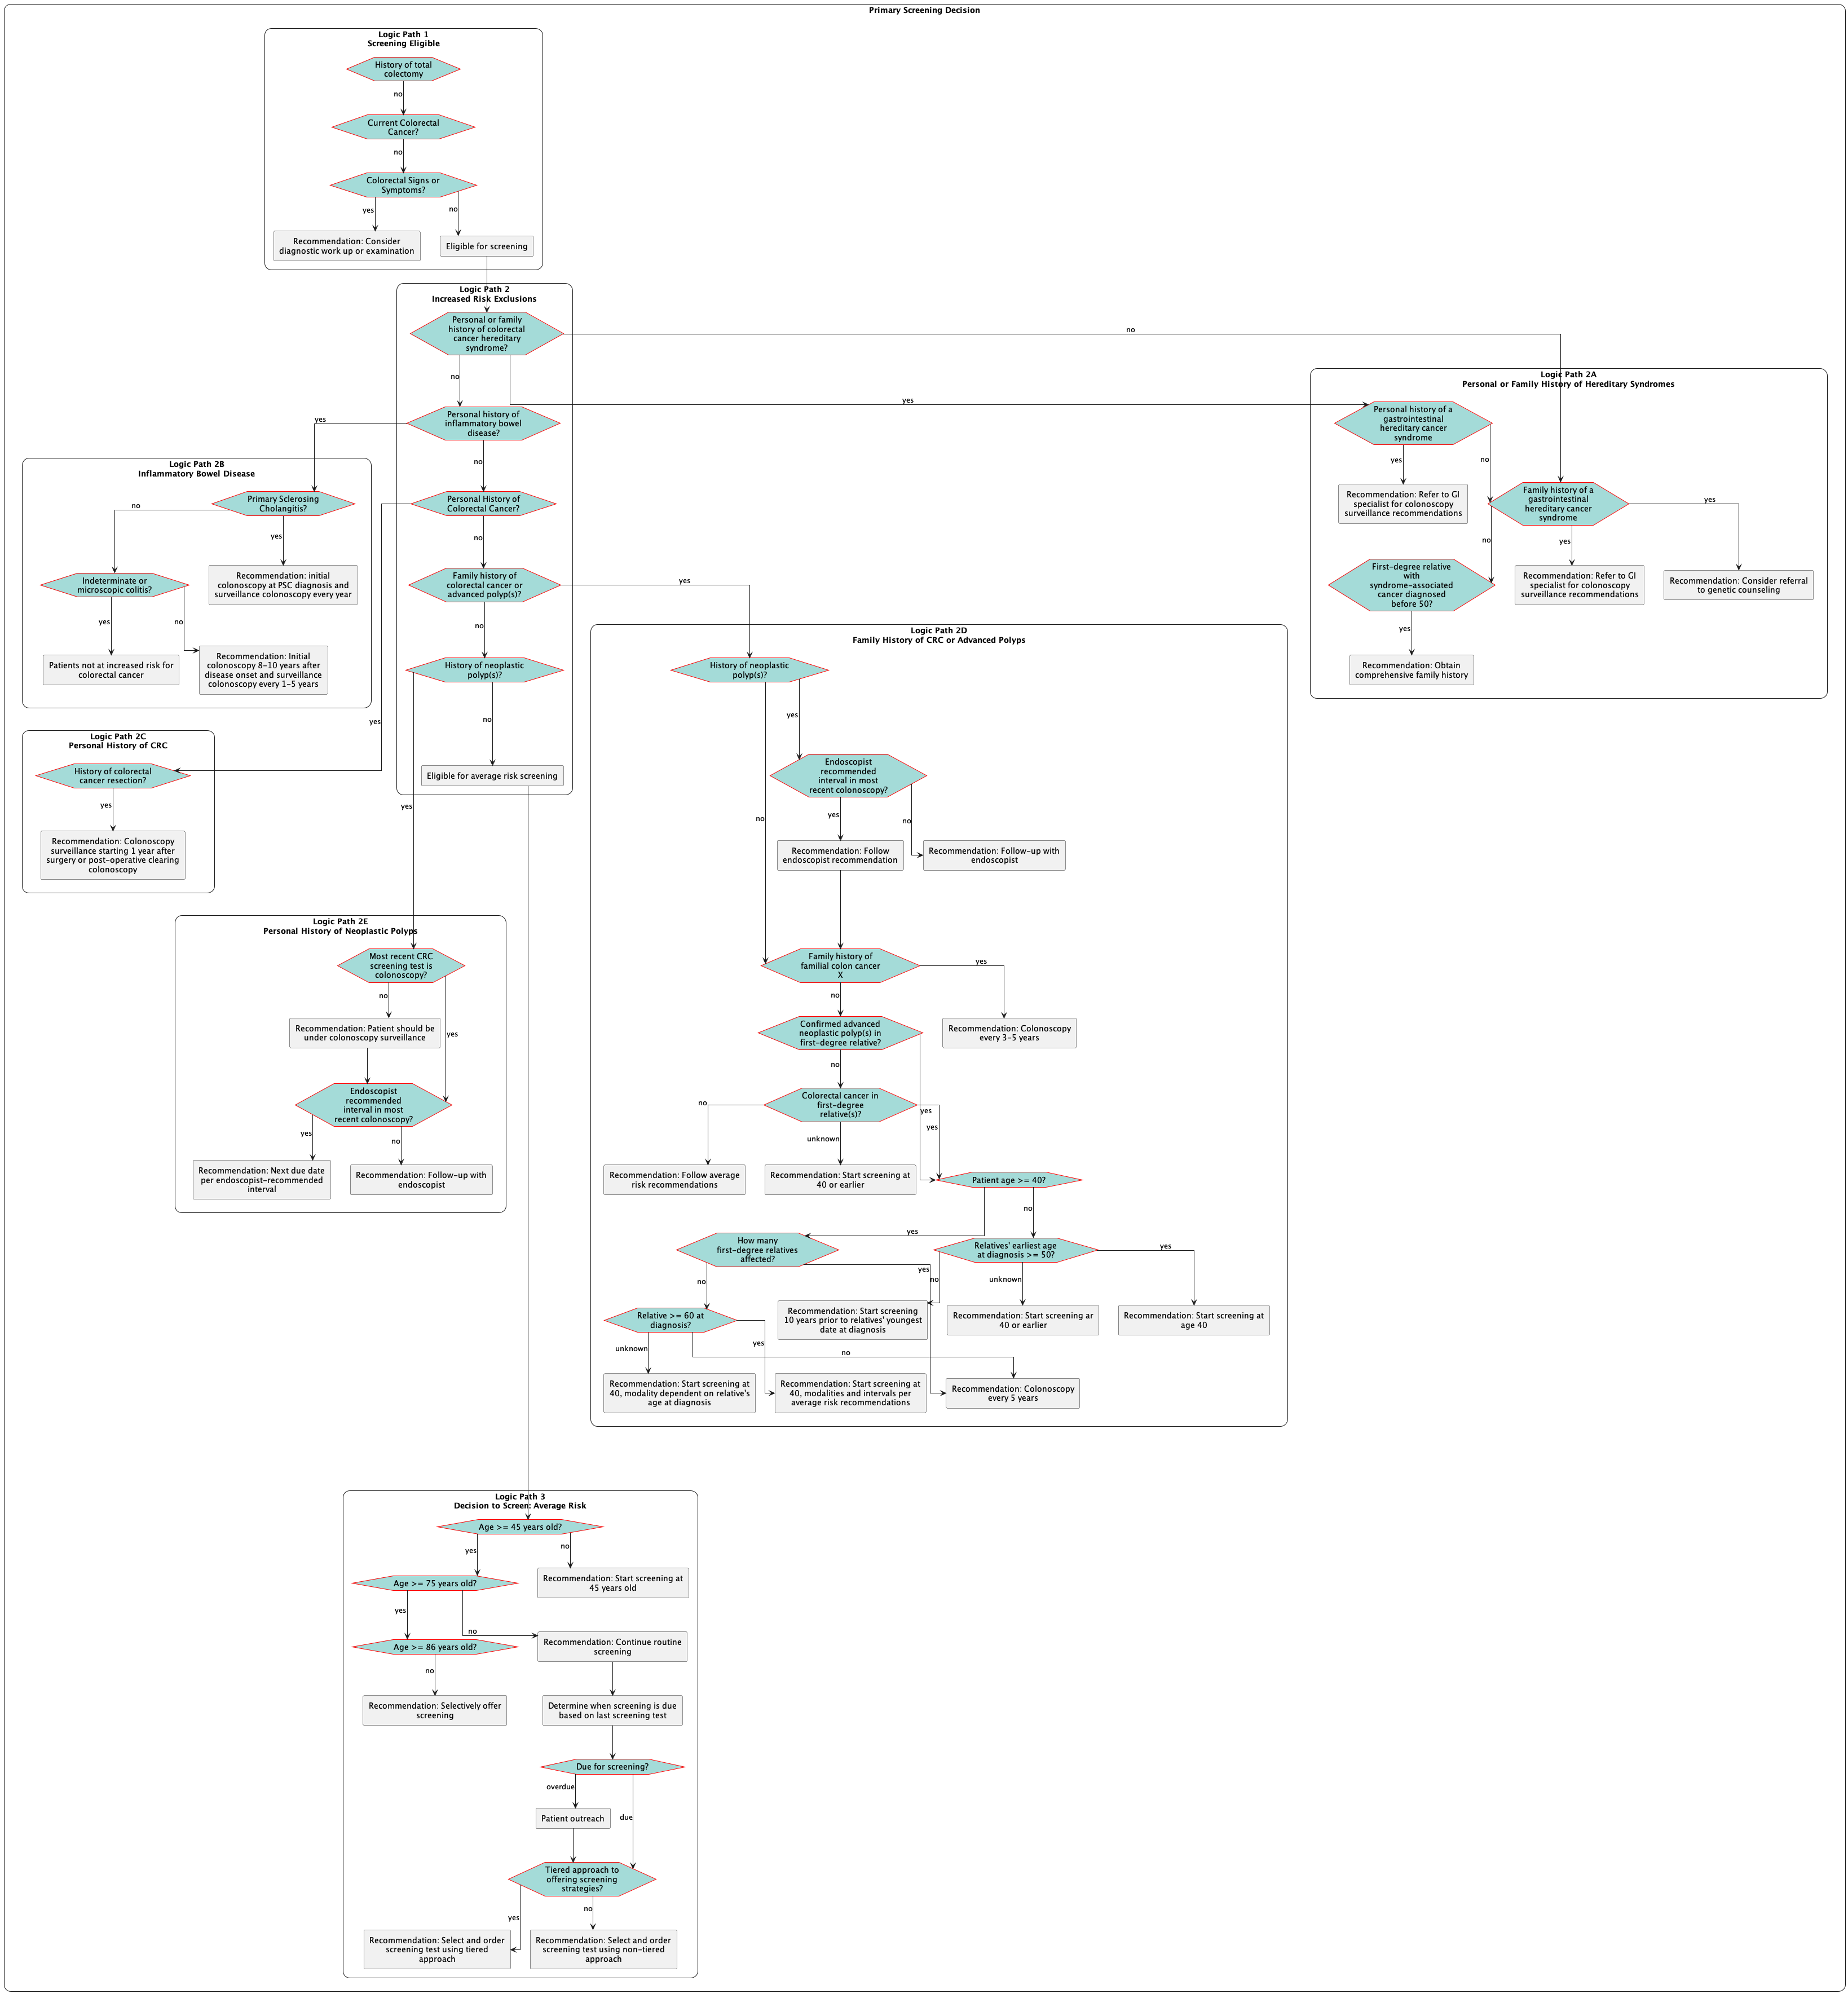 Primary Screening Decision
Logic Path 1
Screening Eligible
History of total
colectomy
no
Current Colorectal
Cancer?
no
Colorectal Signs or
Symptoms?
yes
no
Recommendation: Consider
diagnostic work up or examination
Eligible for screening
Logic Path 2
Increased Risk Exclusions
Personal or family
history of colorectal
cancer hereditary
syndrome?
no
no
yes
Personal history of
inflammatory bowel
disease?
yes
no
Personal History of
Colorectal Cancer?
no
yes
Family history of
colorectal cancer or
advanced polyp(s)?
yes
no
History of neoplastic
polyp(s)?
no
yes
Eligible for average risk screening
Logic Path 2A
Personal or Family History of Hereditary Syndromes
Personal history of a
gastrointestinal
hereditary cancer
syndrome
yes
no
Recommendation: Refer to GI
specialist for colonoscopy
surveillance recommendations
Family history of a
gastrointestinal
hereditary cancer
syndrome
yes
no
yes
First-degree relative
with
syndrome-associated
cancer diagnosed
before 50?
Recommendation: Refer to GI
specialist for colonoscopy
surveillance recommendations
Recommendation: Consider referral
to genetic counseling
yes
Recommendation: Obtain
comprehensive family history
Logic Path 2B
Inflammatory Bowel Disease
Primary Sclerosing
Cholangitis?
no
yes
Indeterminate or
microscopic colitis?
Recommendation: initial
colonoscopy at PSC diagnosis and
surveillance colonoscopy every year
yes
no
Patients not at increased risk for
colorectal cancer
Recommendation: Initial
colonoscopy 8-10 years after
disease onset and surveillance
colonoscopy every 1-5 years
Logic Path 2C
Personal History of CRC
History of colorectal
cancer resection?
yes
Recommendation: Colonoscopy
surveillance starting 1 year after
surgery or post-operative clearing
colonoscopy
Logic Path 2D
Family History of CRC or Advanced Polyps
History of neoplastic
polyp(s)?
yes
no
Endoscopist
recommended
interval in most
recent colonoscopy?
yes
no
Recommendation: Follow
endoscopist recommendation
Recommendation: Follow-up with
endoscopist
Family history of
familial colon cancer
X
yes
no
Confirmed advanced
neoplastic polyp(s) in
first-degree relative?
Recommendation: Colonoscopy
every 3-5 years
no
Colorectal cancer in
first-degree
relative(s)?
no
yes
unknown
yes
Recommendation: Follow average
risk recommendations
Recommendation: Start screening at
40 or earlier
Patient age >= 40?
yes
no
How many
first-degree relatives
affected?
Relatives' earliest age
at diagnosis >= 50?
yes
no
yes
no
unknown
Relative >= 60 at
diagnosis?
Recommendation: Start screening
10 years prior to relatives' youngest
date at diagnosis
Recommendation: Start screening ar
40 or earlier
Recommendation: Start screening at
age 40
unknown
yes
no
Recommendation: Start screening at
40, modality dependent on relative's
age at diagnosis
Recommendation: Start screening at
40, modalities and intervals per
average risk recommendations
Recommendation: Colonoscopy
every 5 years
Logic Path 2E
Personal History of Neoplastic Polyps
Most recent CRC
screening test is
colonoscopy?
no
yes
Recommendation: Patient should be
under colonoscopy surveillance
Endoscopist
recommended
interval in most
recent colonoscopy?
yes
no
Recommendation: Next due date
per endoscopist-recommended
interval
Recommendation: Follow-up with
endoscopist
Logic Path 3
Decision to Screen: Average Risk
Age >= 45 years old?
yes
no
Age >= 75 years old?
Recommendation: Start screening at
45 years old
yes
no
Age >= 86 years old?
Recommendation: Continue routine
screening
no
Recommendation: Selectively offer
screening
Determine when screening is due
based on last screening test
Due for screening?
overdue
due
Patient outreach
Tiered approach to
offering screening
strategies?
yes
no
Recommendation: Select and order
screening test using tiered
approach
Recommendation: Select and order
screening test using non-tiered
approach